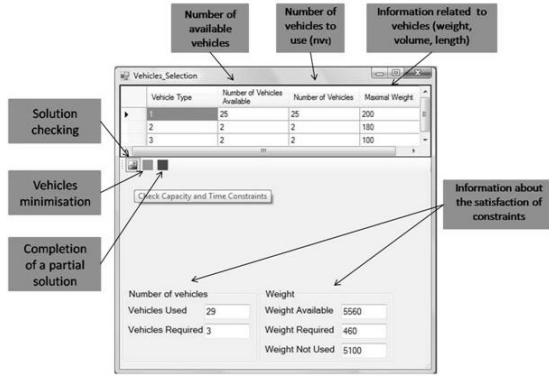 Number of
available
vehicles
Number of
vehicles to
use (nvt)
Information related to
vehicles (weight,
volume, length)
Vehicles_Selection
Vehicle Type
Number of Vehicles
Available
Number of Vehicles
Maximal Weight
1 25 25 200
2 2 2 180
3 2 2 100
Solution
checking
Vehicles
minimisation
Completion
of a partial
solution
Check Capacity and Time Constraints
Information about
the satisfaction of
constraints
Number of vehicles
Vehicles Used 29
Vehicles Required 3
Weight
Weight Available 5560
Weight Required 460
Weight Not Used 5100